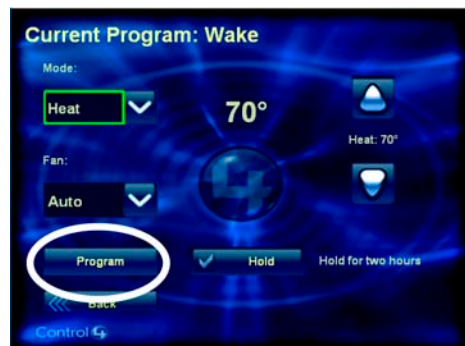 Current Program: Wake
Mode:
Heat
70°
Heat: 70°
Fan:
Auto
Program
Hold
Hold for two hours
Back
Control4